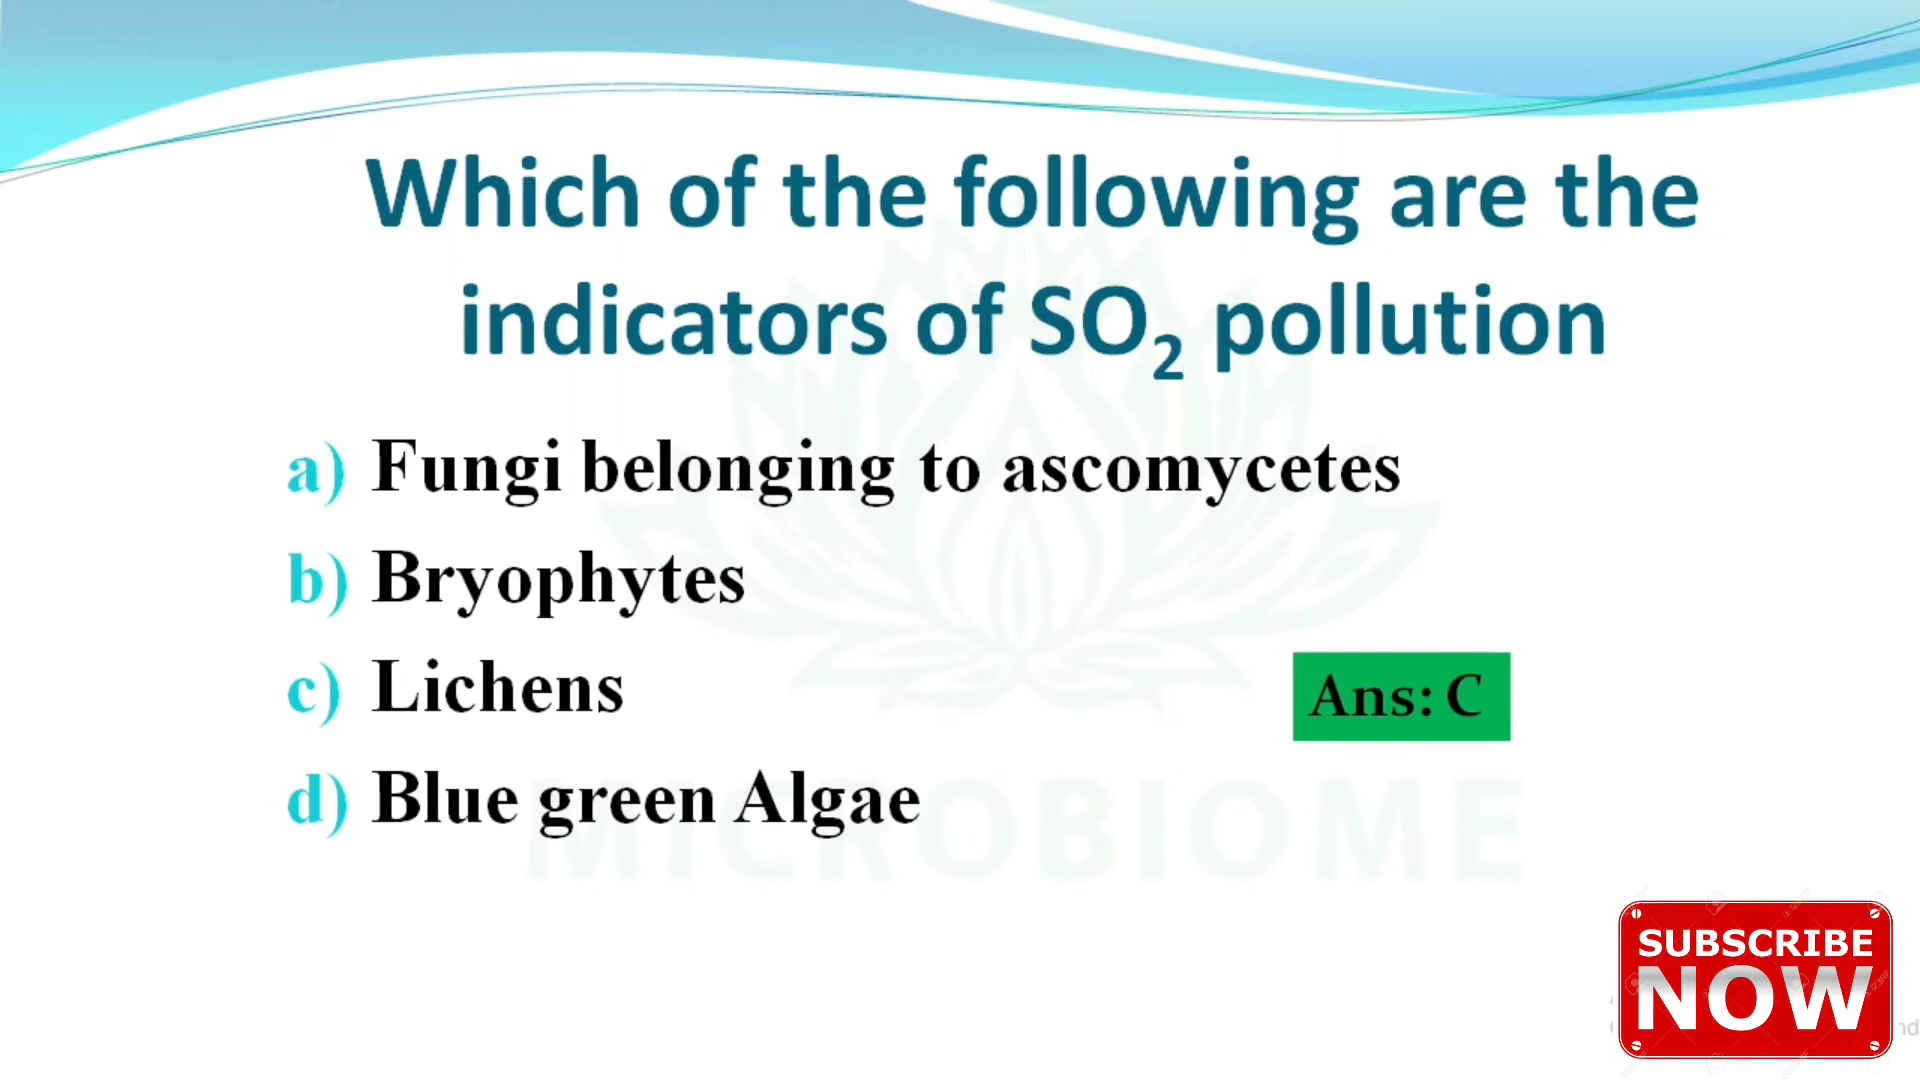 Which of the following are the
indicators of SO₂ pollution
a) Fungi belonging to ascomycetes
b) Bryophytes
c) Lichens
Ans: C
d) Blue green Algae
MICROBIOME
SUBSCRIBE
NOW